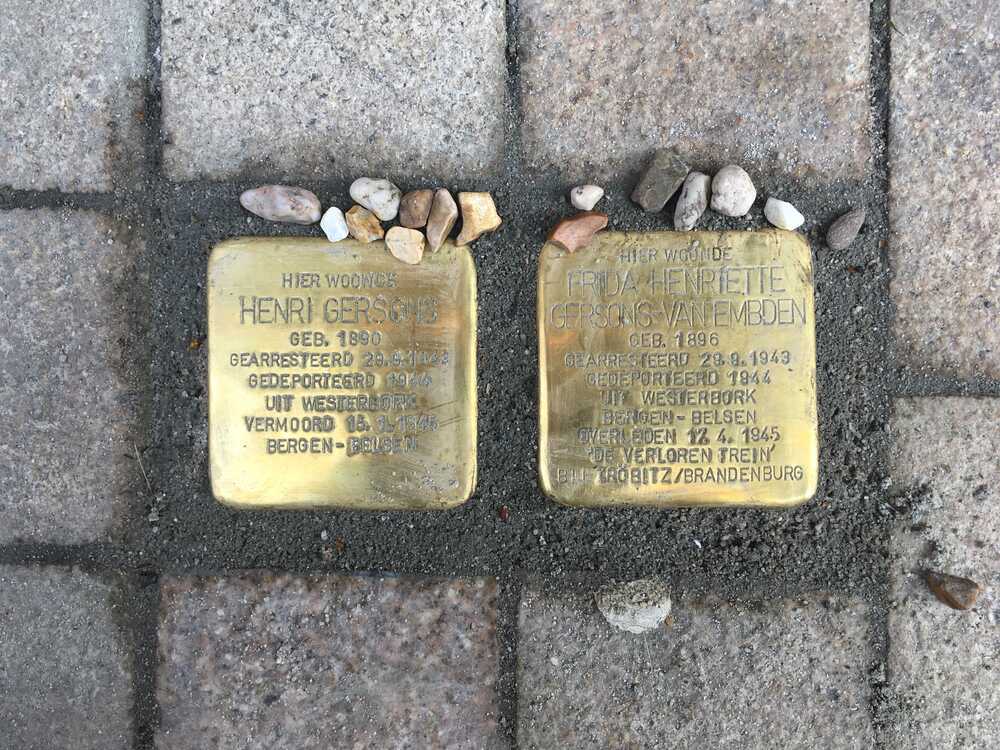 HIER WOONDE
HENRI GERSONS
GEB. 1890
GEARRESTEERD 29.9.1943
GEDEPORTEERD 1944
UIT WESTERBORK
VERMOORD 15.1.1945
BERGEN-BELSEN
HIER WOONDE
FRIDA HENRIETTE
GERSONS-VAN EMBDEN
GEB. 1896
GEARRESTEERD 29.9.1943
GEDEPORTEERD 1944
UIT WESTERBORK
BERGEN-BELSEN
OVERLEDEN 17.4.1945
'DE VERLOREN TREIN'
BIJ TRÖBITZ/BRANDENBURG